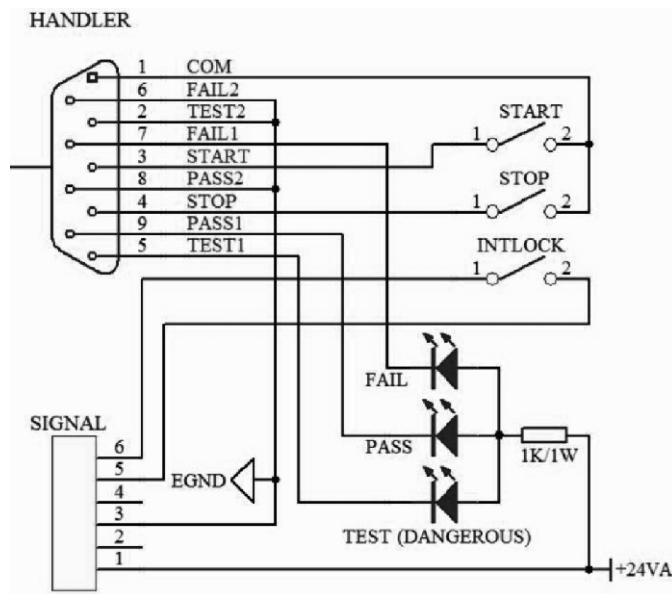 HANDLER
1 COM
6 FAIL2
2 TEST2
7 FAIL1
3 START
8 PASS2
4 STOP
9 PASS1
5 TEST1
START
1 2
STOP
1 2
INTLOCK
1 2
FAIL
PASS
1K/1W
TEST (DANGEROUS)
EGND
SIGNAL
6
5
4
3
2
1
+24VA